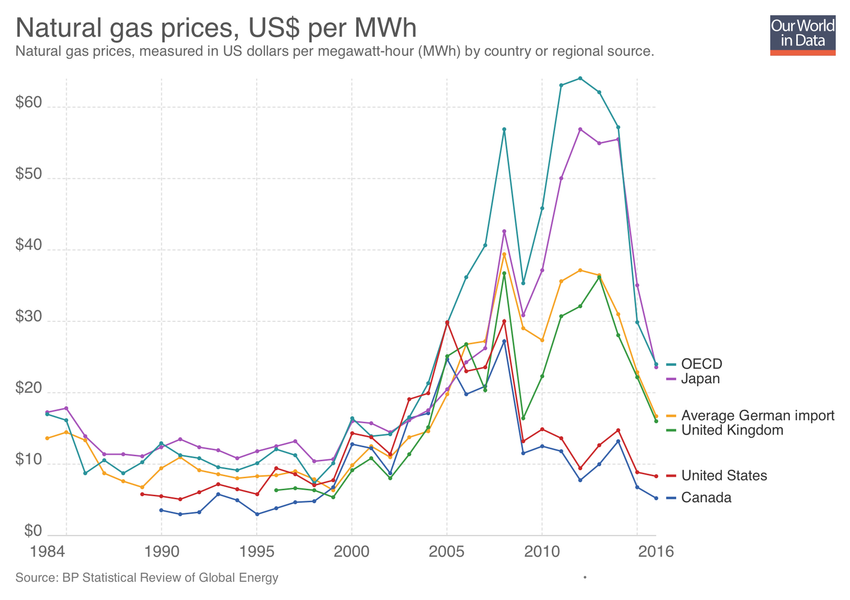 Natural gas prices, US$ per MWh
Natural gas prices, measured in US dollars per megawatt-hour (MWh) by country or regional source.
Our World
in Data
$60
$50
$40
$30
$20
$10
$0
OECD
Japan
Average German import
United Kingdom
United States
Canada
1984 1990 1995 2000 2005 2010 2016
Source: BP Statistical Review of Global Energy